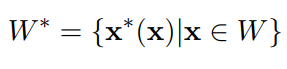 W* = {x*(x)|x ∈ W}